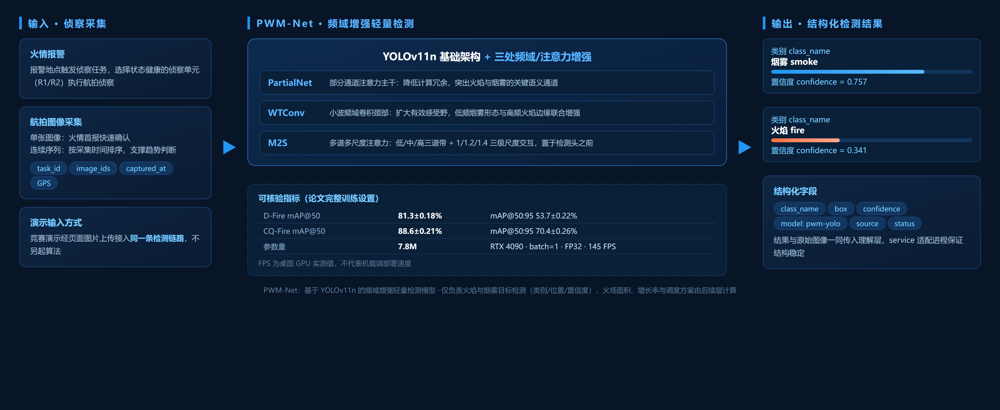 输入 · 侦察采集
火情报警
报警地点触发侦察任务，选择状态健康的侦察单元
（R1/R2）执行航拍侦察
航拍图像采集
单张图像：火情首报快速确认
连续序列：按采集时间排序，支撑趋势判断
task_id image_ids captured_at
GPS
演示输入方式
竞赛演示经页面图片上传接入同一条检测链路，不
另起算法
PWM-Net · 频域增强轻量检测
YOLOv11n 基础架构 + 三处频域/注意力增强
PartialNet 部分通道注意力主干：降低计算冗余，突出火焰与烟雾的关键语义通道
WTConv 小波频域卷积颈部：扩大有效感受野，低频烟雾形态与高频火焰边缘联合增强
M2S 多谱多尺度注意力：低/中/高三谱带 + 1/1.2/1.4 三级尺度交互，置于检测头之前
可核验指标（论文完整训练设置）
D-Fire mAP@50 81.3±0.18% mAP@50:95 53.7±0.22%
CQ-Fire mAP@50 88.6±0.21% mAP@50:95 70.4±0.26%
参数量 7.8M RTX 4090 · batch=1 · FP32 · 145 FPS
FPS 为桌面 GPU 实测值，不代表机载端部署速度
PWM-Net：基于 YOLOv11n 的频域增强轻量检测模型 · 仅负责火焰与烟雾目标检测（类别/位置/置信度），火场面积、增长率与调度方案由后续层计算
输出 · 结构化检测结果
类别 class_name
烟雾 smoke
置信度 confidence = 0.757
类别 class_name
火焰 fire
置信度 confidence = 0.341
结构化字段
class_name box confidence
model: pwm-yolo source status
结果与原始图像一同传入理解层，service 适配进程保证
结构稳定